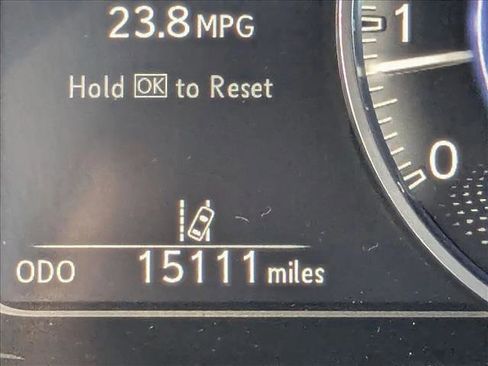 23.8 MPG
1
Hold OK to Reset
0
ODO 15111 miles